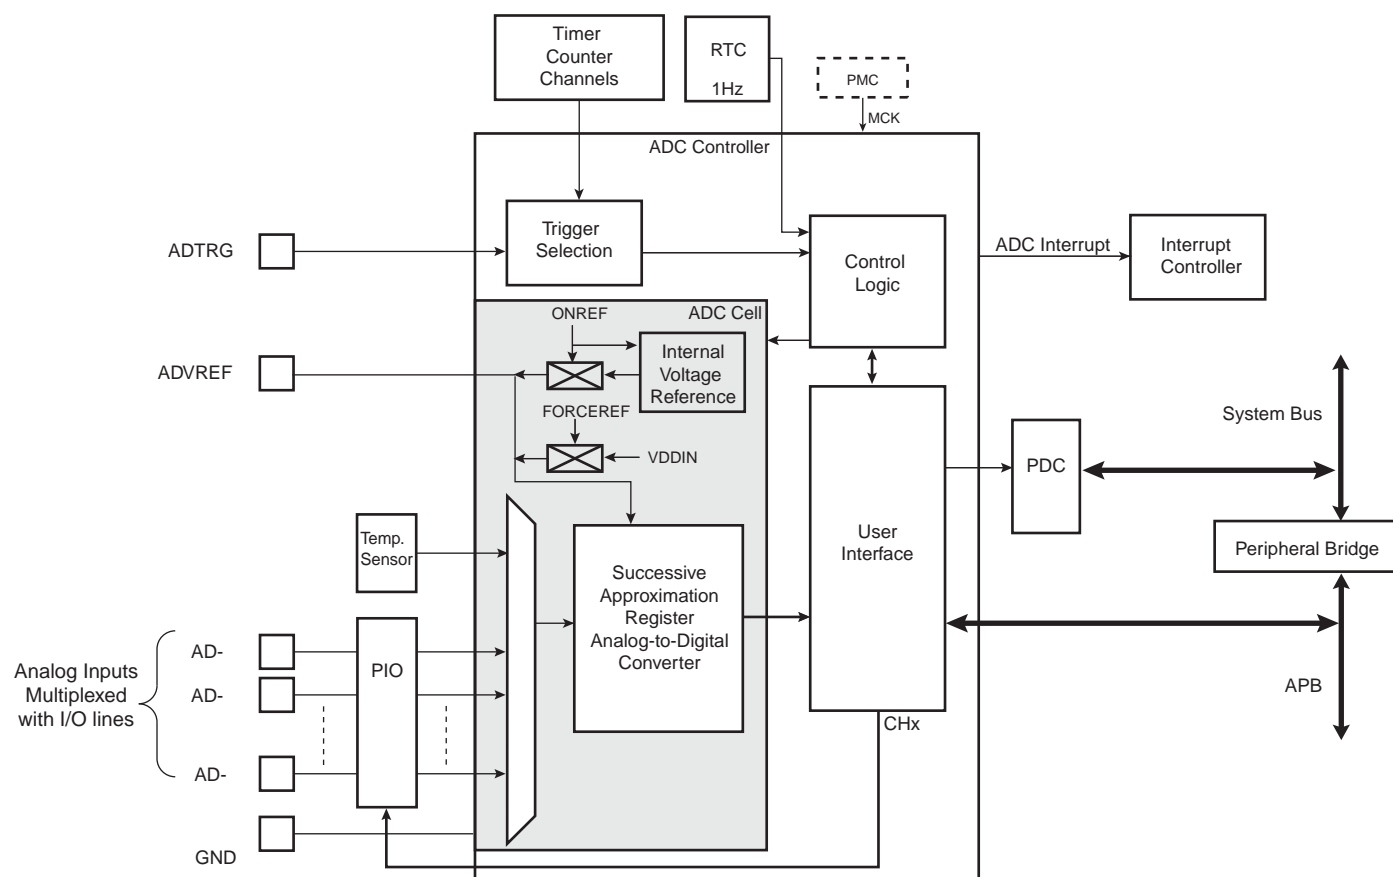 Timer
Counter
Channels
RTC
1Hz
PMC
MCK
ADC Controller
ADTRG
Trigger
Selection
Control
Logic
ADC Interrupt
Interrupt
Controller
ONREF
ADC Cell
ADVREF
Internal
Voltage
Reference
FORCEREF
VDDIN
System Bus
PDC
Temp.
Sensor
User
Interface
Peripheral Bridge
Successive
Approximation
Register
Analog-to-Digital
Converter
Analog Inputs
Multiplexed
with I/O lines
AD-
AD-
AD-
PIO
APB
CHx
GND